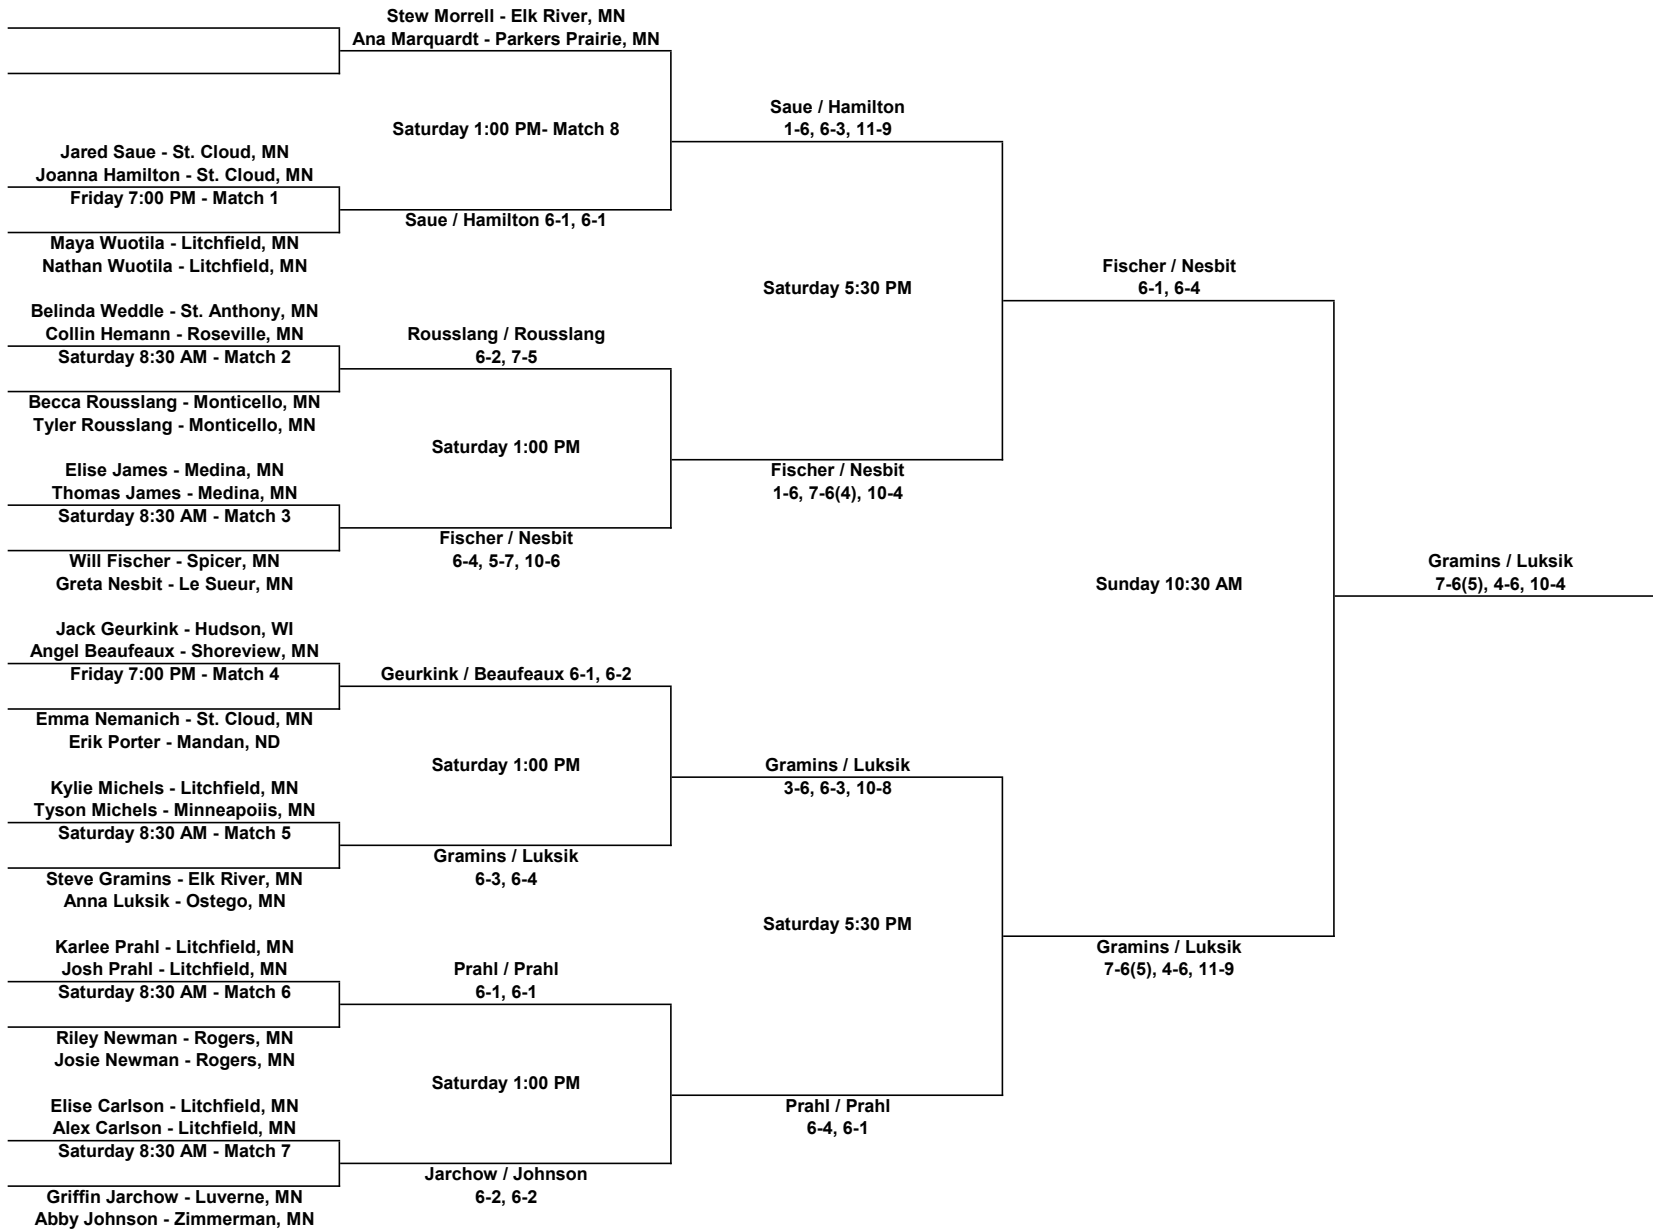 Stew Morrell - Elk River, MN
Ana Marquardt - Parkers Prairie, MN
Saturday 1:00 PM- Match 8
Jared Saue - St. Cloud, MN
Joanna Hamilton - St. Cloud, MN
Friday 7:00 PM - Match 1
Maya Wuotila - Litchfield, MN
Nathan Wuotila - Litchfield, MN
Saue / Hamilton 6-1, 6-1
Saue / Hamilton
1-6, 6-3, 11-9
Saturday 5:30 PM
Belinda Weddle - St. Anthony, MN
Collin Hemann - Roseville, MN
Saturday 8:30 AM - Match 2
Becca Rousslang - Monticello, MN
Tyler Rousslang - Monticello, MN
Rousslang / Rousslang
6-2, 7-5
Saturday 1:00 PM
Elise James - Medina, MN
Thomas James - Medina, MN
Saturday 8:30 AM - Match 3
Will Fischer - Spicer, MN
Greta Nesbit - Le Sueur, MN
Fischer / Nesbit
6-4, 5-7, 10-6
Fischer / Nesbit
1-6, 7-6(4), 10-4
Fischer / Nesbit
6-1, 6-4
Sunday 10:30 AM
Gramins / Luksik
7-6(5), 4-6, 10-4
Jack Geurkink - Hudson, WI
Angel Beaufeaux - Shoreview, MN
Friday 7:00 PM - Match 4
Emma Nemanich - St. Cloud, MN
Erik Porter - Mandan, ND
Geurkink / Beaufeaux 6-1, 6-2
Saturday 1:00 PM
Kylie Michels - Litchfield, MN
Tyson Michels - Minneapoiis, MN
Saturday 8:30 AM - Match 5
Steve Gramins - Elk River, MN
Anna Luksik - Ostego, MN
Gramins / Luksik
6-3, 6-4
Gramins / Luksik
3-6, 6-3, 10-8
Saturday 5:30 PM
Karlee Prahl - Litchfield, MN
Josh Prahl - Litchfield, MN
Saturday 8:30 AM - Match 6
Riley Newman - Rogers, MN
Josie Newman - Rogers, MN
Prahl / Prahl
6-1, 6-1
Saturday 1:00 PM
Elise Carlson - Litchfield, MN
Alex Carlson - Litchfield, MN
Saturday 8:30 AM - Match 7
Griffin Jarchow - Luverne, MN
Abby Johnson - Zimmerman, MN
Jarchow / Johnson
6-2, 6-2
Prahl / Prahl
6-4, 6-1
Gramins / Luksik
7-6(5), 4-6, 11-9